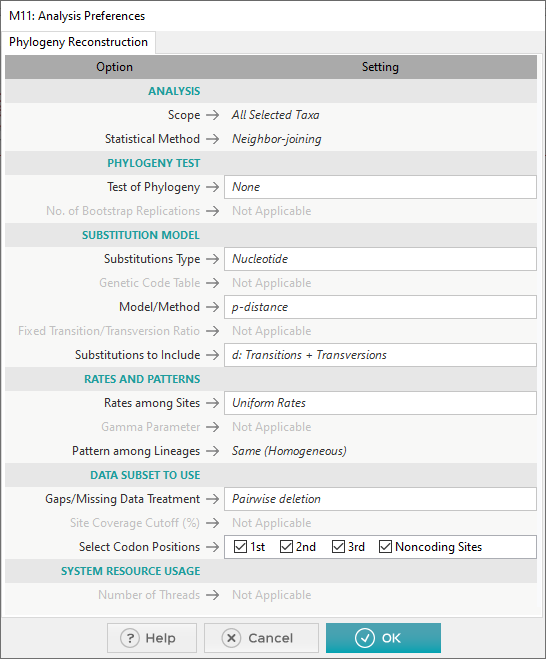 M11: Analysis Preferences
Phylogeny Reconstruction
Option Setting
ANALYSIS
Scope → All Selected Taxa
Statistical Method → Neighbor-joining
PHYLOGENY TEST
Test of Phylogeny → None
No. of Bootstrap Replications → Not Applicable
SUBSTITUTION MODEL
Substitutions Type → Nucleotide
Genetic Code Table → Not Applicable
Model/Method → p-distance
Fixed Transition/Transversion Ratio → Not Applicable
Substitutions to Include → d: Transitions + Transversions
RATES AND PATTERNS
Rates among Sites → Uniform Rates
Gamma Parameter → Not Applicable
Pattern among Lineages → Same (Homogeneous)
DATA SUBSET TO USE
Gaps/Missing Data Treatment → Pairwise deletion
Site Coverage Cutoff (%) → Not Applicable
Select Codon Positions → 1st 2nd 3rd Noncoding Sites
SYSTEM RESOURCE USAGE
Number of Threads → Not Applicable
? Help Cancel OK